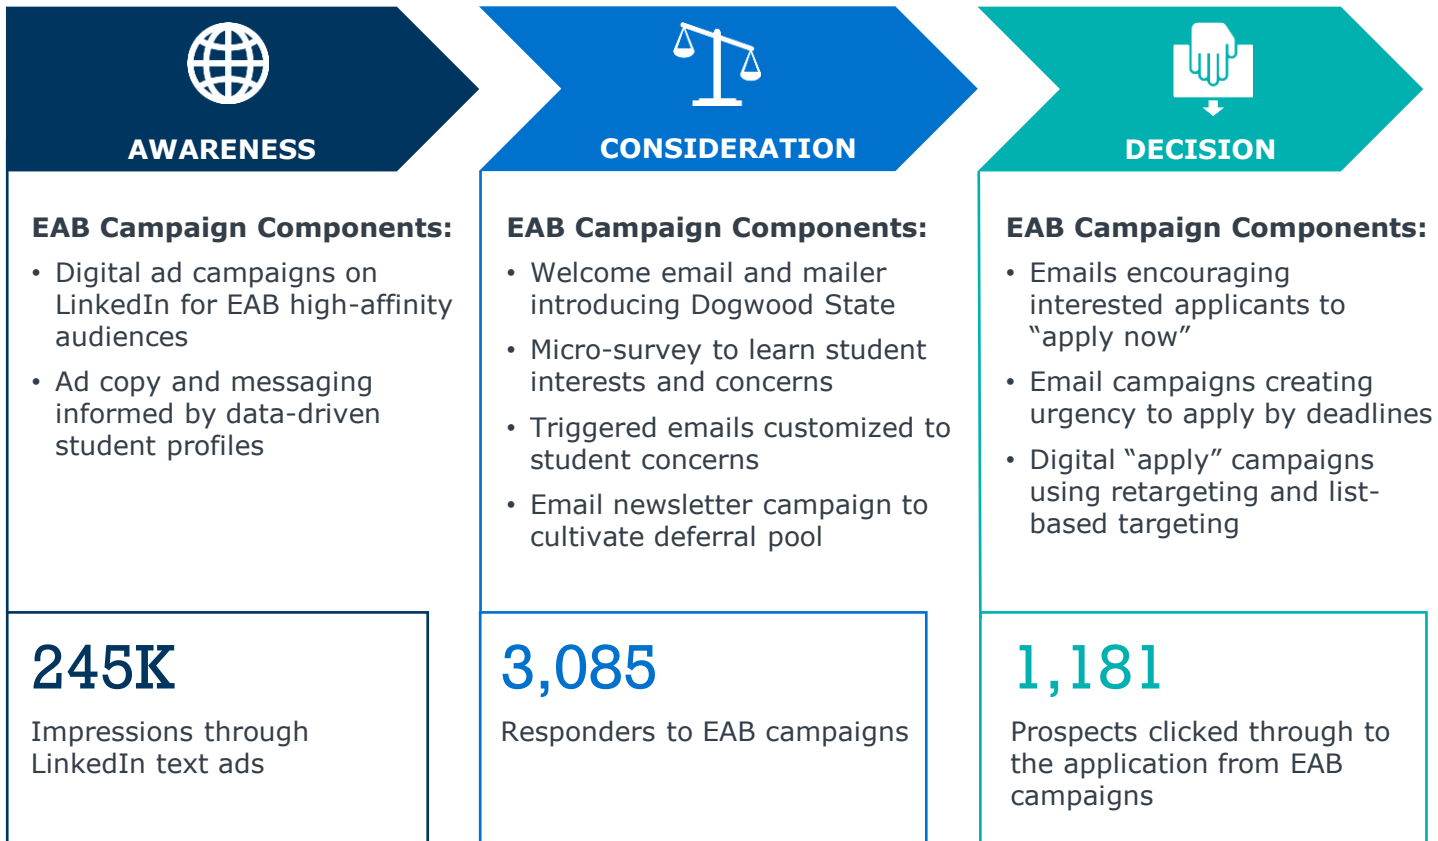 AWARENESS
EAB Campaign Components:
• Digital ad campaigns on
LinkedIn for EAB high-affinity
audiences
• Ad copy and messaging
informed by data-driven
student profiles
245K
Impressions through
LinkedIn text ads
CONSIDERATION
EAB Campaign Components:
• Welcome email and mailer
introducing Dogwood State
• Micro-survey to learn student
interests and concerns
• Triggered emails customized to
student concerns
• Email newsletter campaign to
cultivate deferral pool
3,085
Responders to EAB campaigns
DECISION
EAB Campaign Components:
• Emails encouraging
interested applicants to
“apply now”
• Email campaigns creating
urgency to apply by deadlines
• Digital “apply” campaigns
using retargeting and list-
based targeting
1,181
Prospects clicked through to
the application from EAB
campaigns